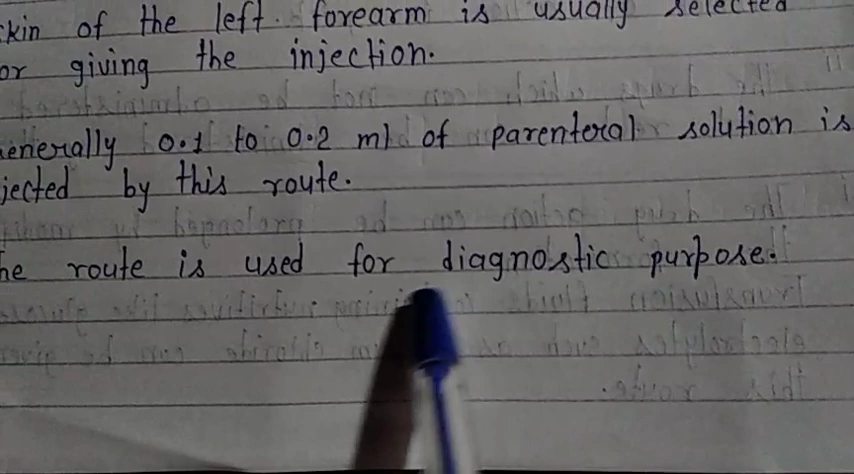 kin of the left forearm is usually selected
or giving the injection.
enerally 0.1 to 0.2 ml of parenteral solution is
jected by this route.
he route is used for diagnostic purpose.